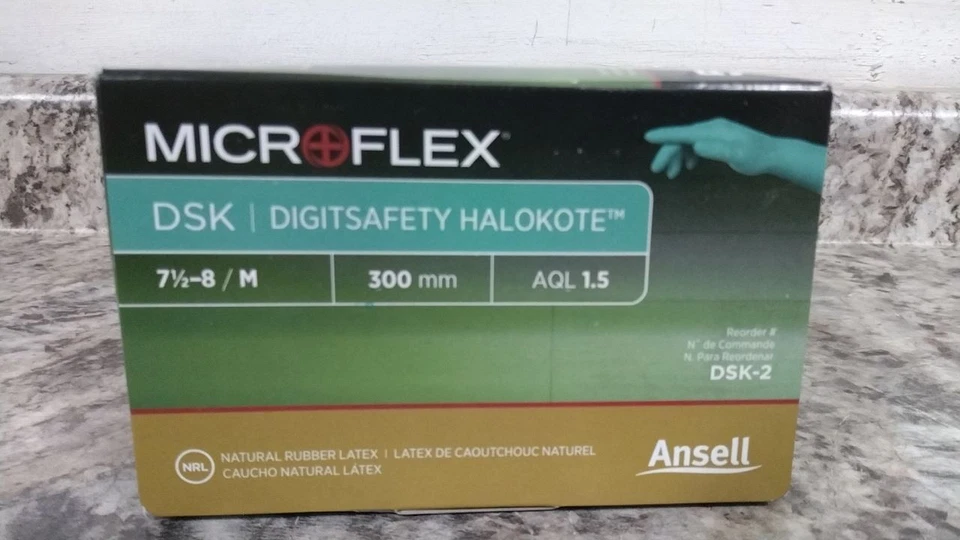 MICROFLEX
DSK | DIGITSAFETY HALOKOTE™
7½-8 / M 300 mm AQL 1.5
Reorder #
N° de Commande
N. Para Reordenar
DSK-2
NRL NATURAL RUBBER LATEX | LATEX DE CAOUTCHOUC NATUREL
CAUCHO NATURAL LÁTEX
Ansell